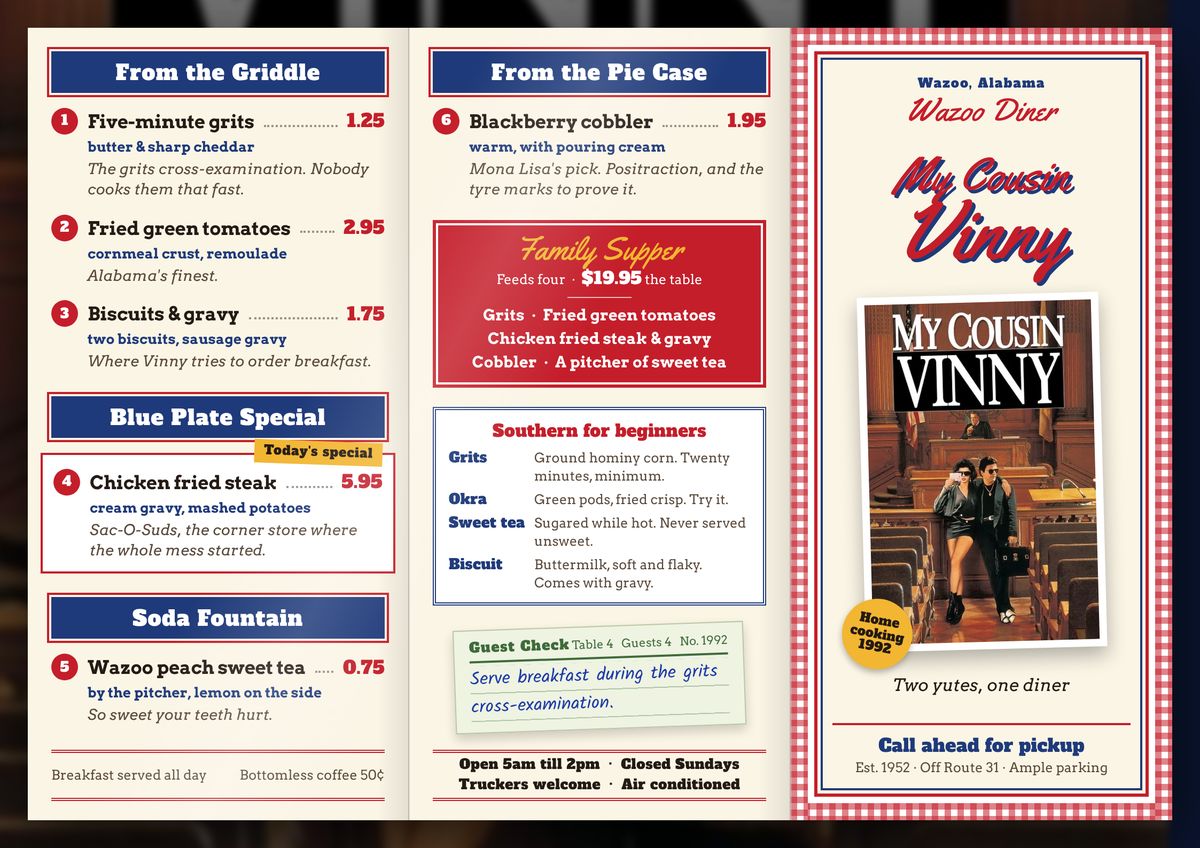 From the Griddle
1 Five-minute grits 1.25
butter & sharp cheddar
The grits cross-examination. Nobody
cooks them that fast.
2 Fried green tomatoes 2.95
cornmeal crust, remoulade
Alabama's finest.
3 Biscuits & gravy 1.75
two biscuits, sausage gravy
Where Vinny tries to order breakfast.
Blue Plate Special
Today's special
4 Chicken fried steak 5.95
cream gravy, mashed potatoes
Sac-O-Suds, the corner store where
the whole mess started.
Soda Fountain
5 Wazoo peach sweet tea 0.75
by the pitcher, lemon on the side
So sweet your teeth hurt.
Breakfast served all day Bottomless coffee 50¢
From the Pie Case
6 Blackberry cobbler 1.95
warm, with pouring cream
Mona Lisa's pick. Positraction, and the
tyre marks to prove it.
Family Supper
Feeds four · $19.95 the table
Grits · Fried green tomatoes
Chicken fried steak & gravy
Cobbler · A pitcher of sweet tea
Southern for beginners
Grits Ground hominy corn. Twenty
minutes, minimum.
Okra Green pods, fried crisp. Try it.
Sweet tea Sugared while hot. Never served
unsweet.
Biscuit Buttermilk, soft and flaky.
Comes with gravy.
Guest Check Table 4 Guests 4 No. 1992
Serve breakfast during the grits
cross-examination.
Open 5am till 2pm · Closed Sundays
Truckers welcome · Air conditioned
Wazoo, Alabama
Wazoo Diner
My Cousin
Vinny
MY COUSIN
VINNY
Home
cooking
1992
Two yutes, one diner
Call ahead for pickup
Est. 1952 · Off Route 31 · Ample parking